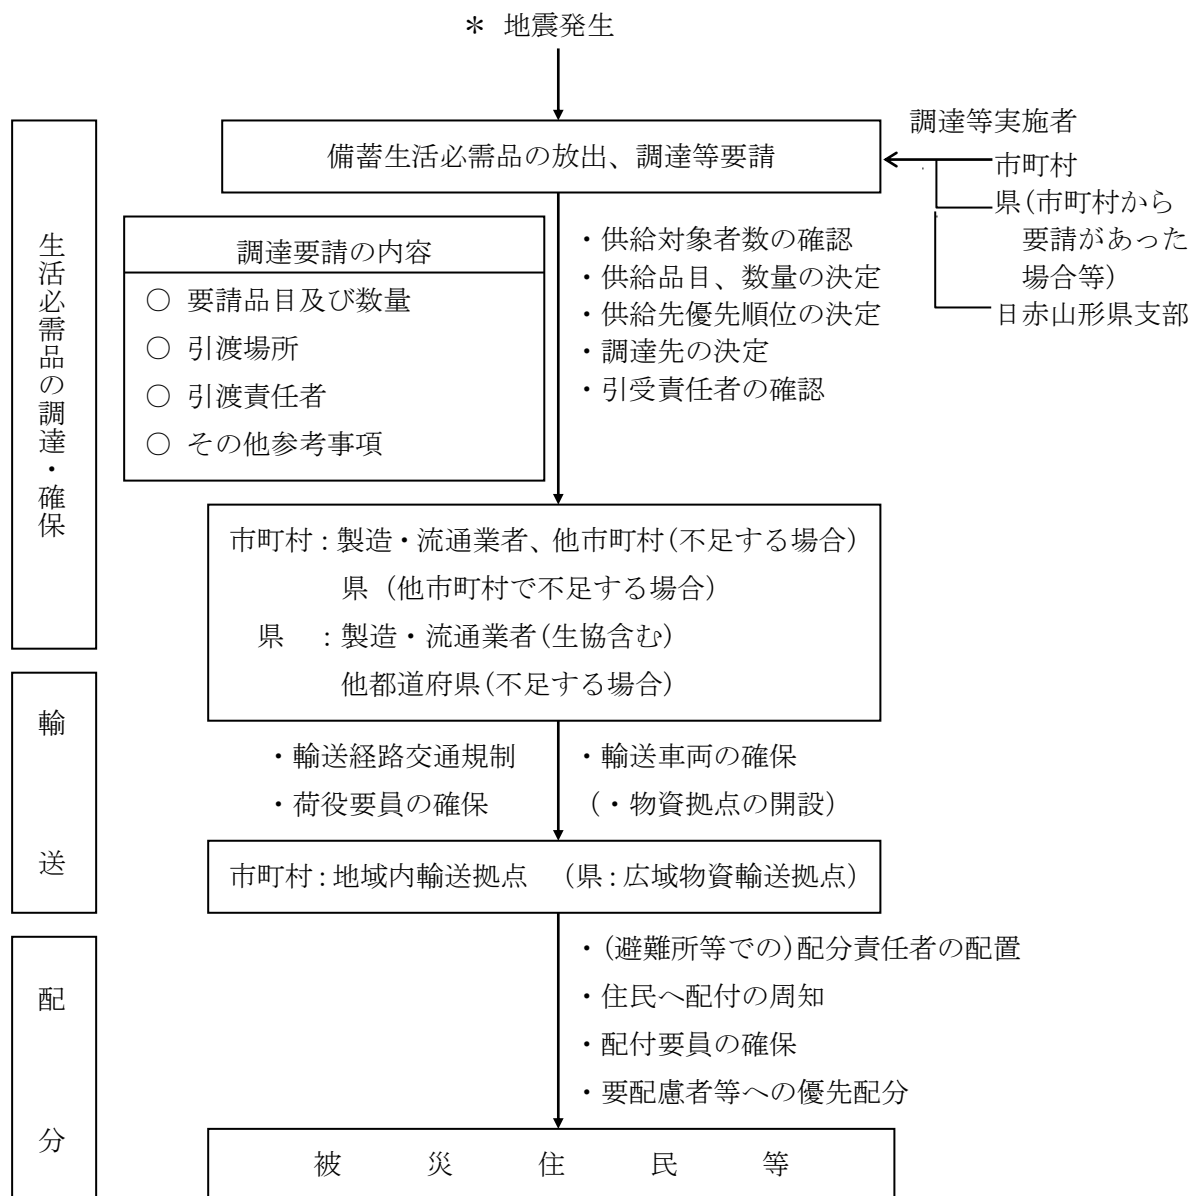 ＊ 地震発生
調達等実施者
備蓄生活必需品の放出、調達等要請
市町村
県(市町村から
要請があった
場合等)
日赤山形県支部
生活必需品の調達・確保
調達要請の内容
○ 要請品目及び数量
○ 引渡場所
○ 引渡責任者
○ その他参考事項
・供給対象者数の確認
・供給品目、数量の決定
・供給先優先順位の決定
・調達先の決定
・引受責任者の確認
市町村：製造・流通業者、他市町村(不足する場合)
県（他市町村で不足する場合）
県　：製造・流通業者(生協含む)
他都道府県(不足する場合)
輸送
・輸送経路交通規制
・荷役要員の確保
・輸送車両の確保
（・物資拠点の開設）
市町村：地域内輸送拠点　（県：広域物資輸送拠点）
配分
・(避難所等での)配分責任者の配置
・住民へ配付の周知
・配付要員の確保
・要配慮者等への優先配分
被　災　住　民　等